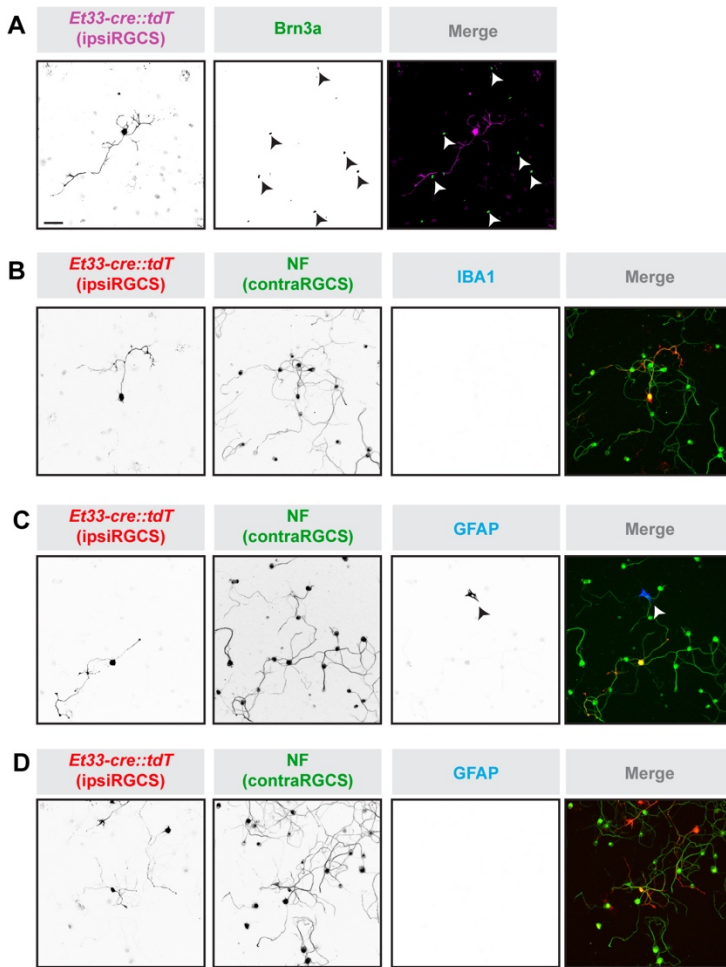 A
Et33-cre::tdT
(ipsiRGCS)
Brn3a
Merge
B
Et33-cre::tdT
(ipsiRGCS)
NF
(contraRGCS)
IBA1
Merge
C
Et33-cre::tdT
(ipsiRGCS)
NF
(contraRGCS)
GFAP
Merge
D
Et33-cre::tdT
(ipsiRGCS)
NF
(contraRGCS)
GFAP
Merge